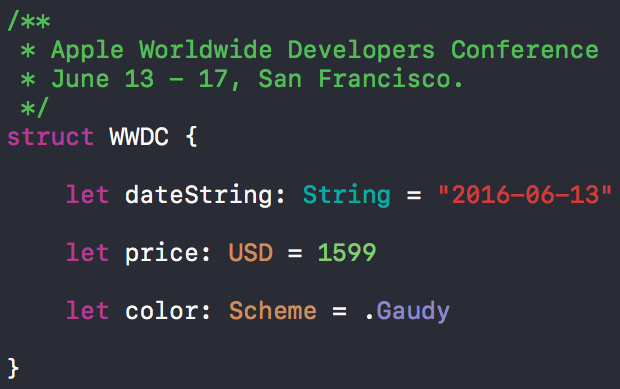 /**
 * Apple Worldwide Developers Conference
 * June 13 – 17, San Francisco.
 */
struct WWDC {
    let dateString: String = "2016-06-13"
    let price: USD = 1599
    let color: Scheme = .Gaudy
}